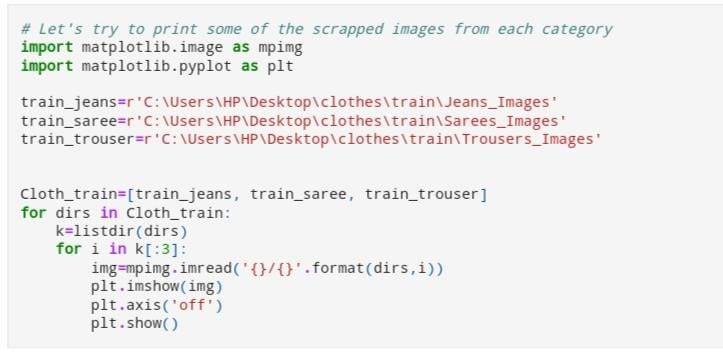 # Let's try to print some of the scrapped images from each category
import matplotlib.image as mpimg
import matplotlib.pyplot as plt
train_jeans=r'C:\Users\HP\Desktop\clothes\train\Jeans_Images'
train_saree=r'C:\Users\HP\Desktop\clothes\train\Sarees_Images'
train_trouser=r'C:\Users\HP\Desktop\clothes\train\Trousers_Images'
Cloth_train=[train_jeans, train_saree, train_trouser]
for dirs in Cloth_train:
    k=listdir(dirs)
    for i in k[:3]:
        img=mpimg.imread('{}/{}'.format(dirs,i))
        plt.imshow(img)
        plt.axis('off')
        plt.show()